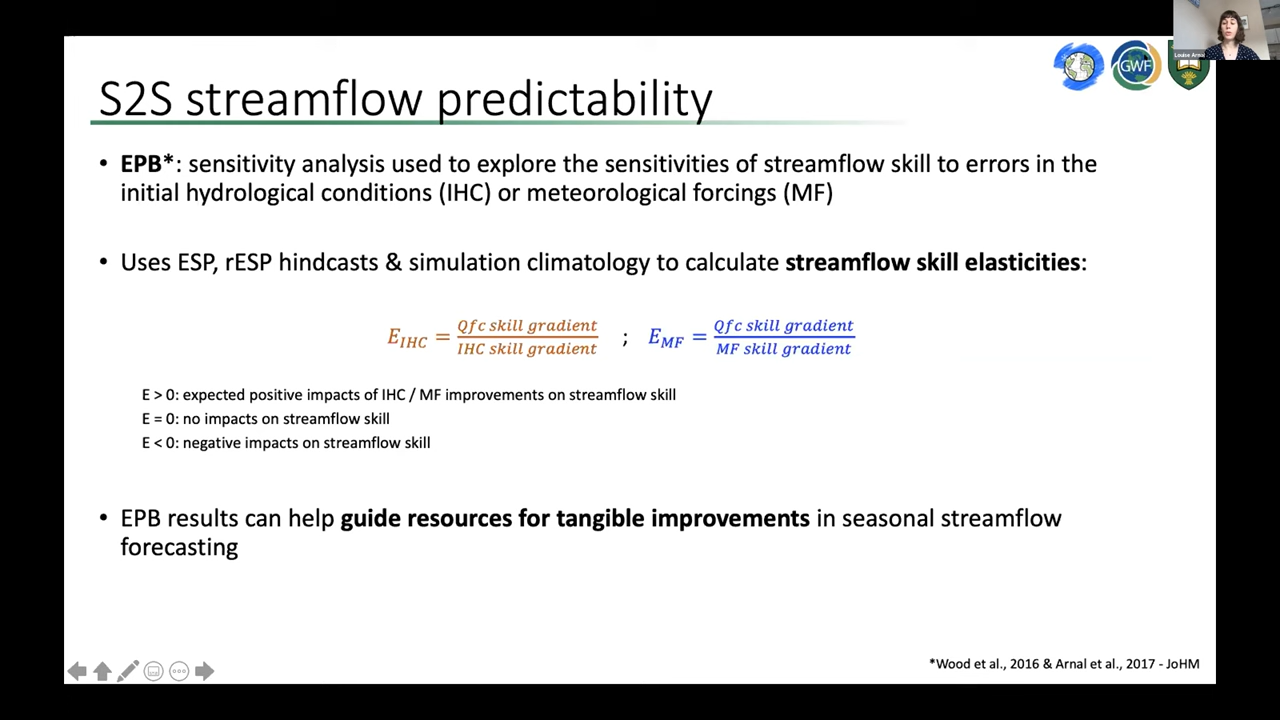 Louise Arnal
GWF
S2S streamflow predictability
• EPB*: sensitivity analysis used to explore the sensitivities of streamflow skill to errors in the
initial hydrological conditions (IHC) or meteorological forcings (MF)
• Uses ESP, rESP hindcasts & simulation climatology to calculate streamflow skill elasticities:
E_IHC = Qfc skill gradient / IHC skill gradient ; E_MF = Qfc skill gradient / MF skill gradient
E > 0: expected positive impacts of IHC / MF improvements on streamflow skill
E = 0: no impacts on streamflow skill
E < 0: negative impacts on streamflow skill
• EPB results can help guide resources for tangible improvements in seasonal streamflow
forecasting
*Wood et al., 2016 & Arnal et al., 2017 - JoHM